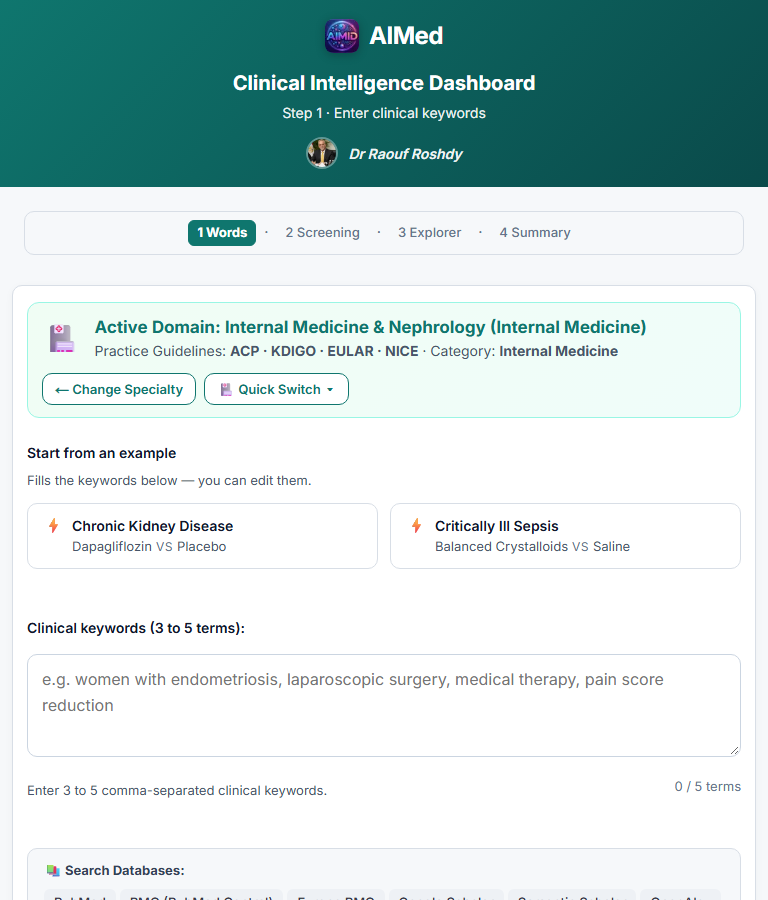 AIMID
AIMed
Clinical Intelligence Dashboard
Step 1 · Enter clinical keywords
Dr Raouf Roshdy
1 Words · 2 Screening · 3 Explorer · 4 Summary
Active Domain: Internal Medicine & Nephrology (Internal Medicine)
Practice Guidelines: ACP · KDIGO · EULAR · NICE · Category: Internal Medicine
← Change Specialty
Quick Switch
Start from an example
Fills the keywords below — you can edit them.
Chronic Kidney Disease
Dapagliflozin VS Placebo
Critically Ill Sepsis
Balanced Crystalloids VS Saline
Clinical keywords (3 to 5 terms):
e.g. women with endometriosis, laparoscopic surgery, medical therapy, pain score
reduction
Enter 3 to 5 comma-separated clinical keywords.
0 / 5 terms
Search Databases: